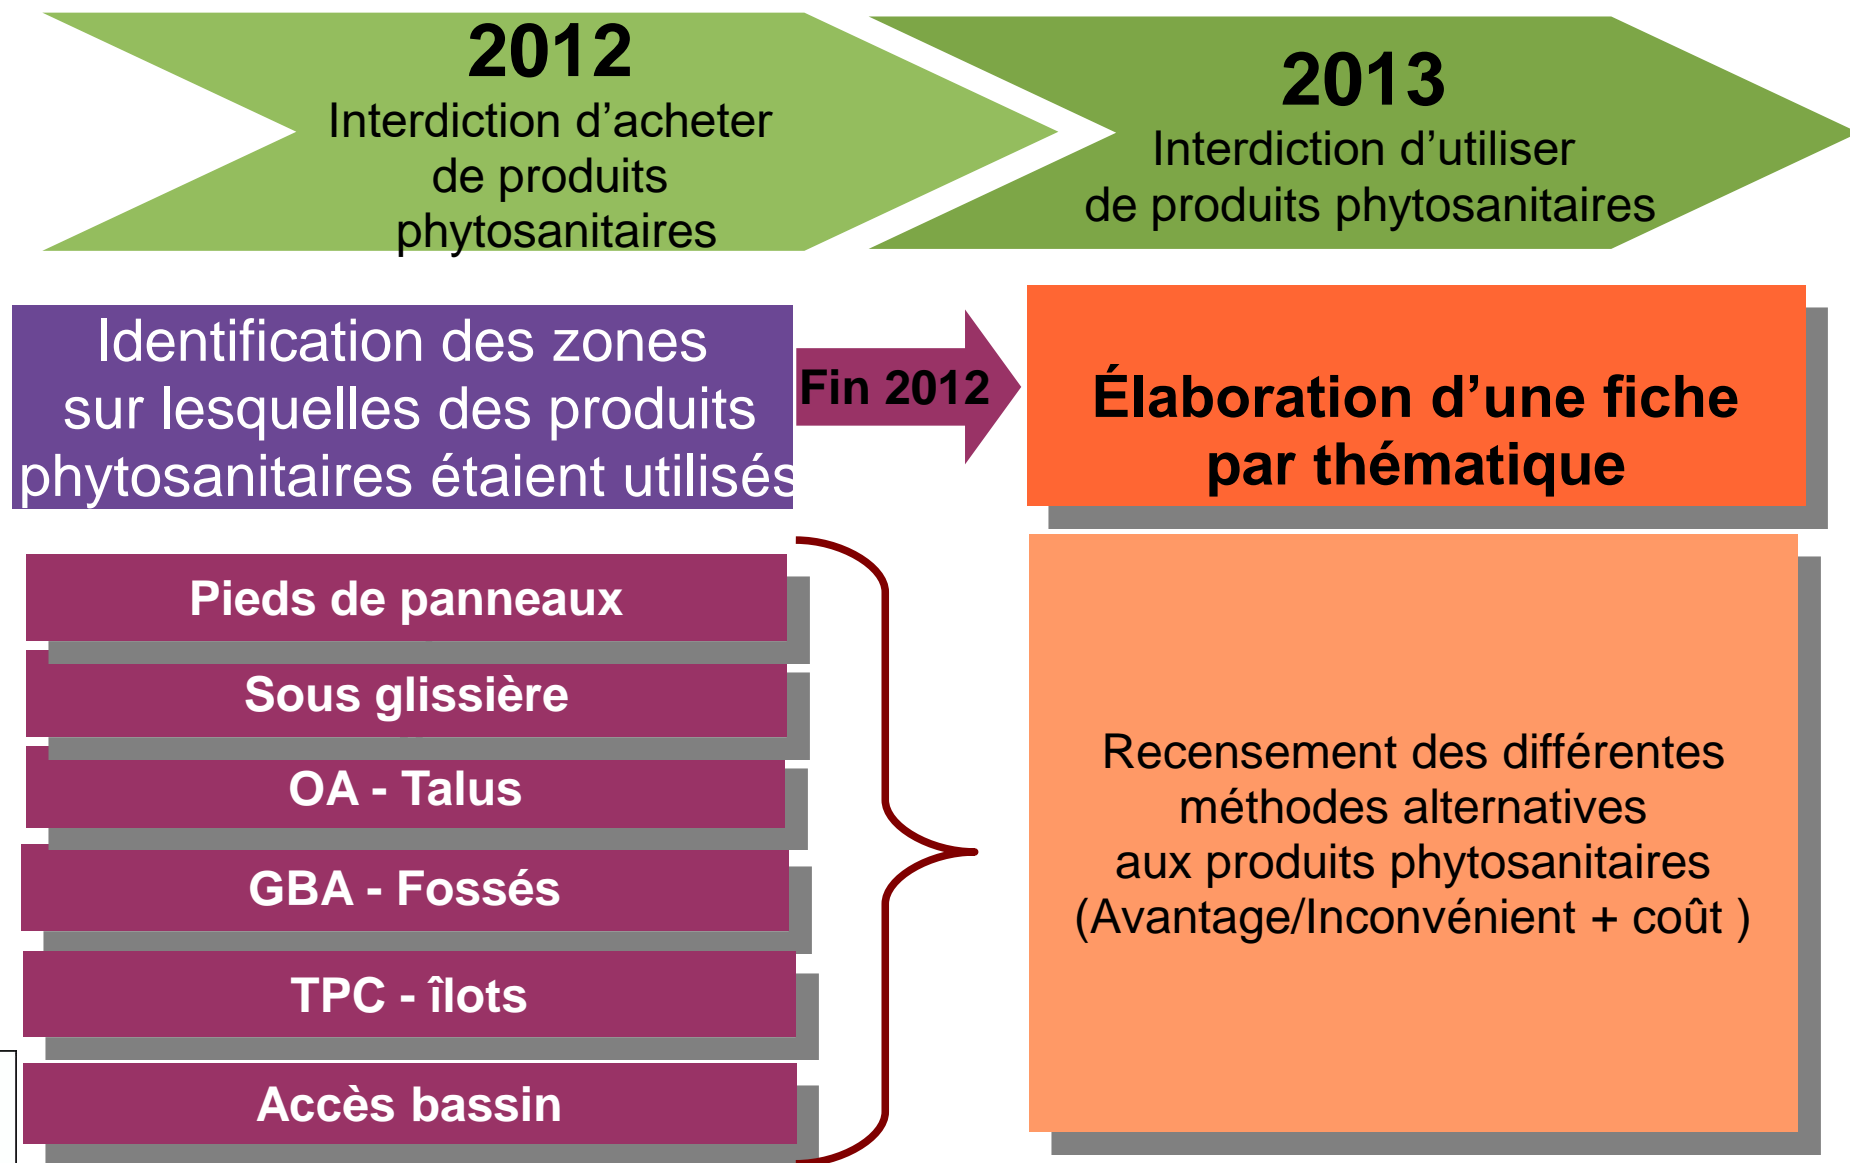 2012
Interdiction d’acheter
de produits
phytosanitaires
2013
Interdiction d’utiliser
de produits phytosanitaires
Identification des zones
sur lesquelles des produits
phytosanitaires étaient utilisés
Fin 2012
Élaboration d’une fiche
par thématique
Pieds de panneaux
Sous glissière
OA - Talus
GBA - Fossés
TPC - îlots
Accès bassin
Recensement des différentes
méthodes alternatives
aux produits phytosanitaires
(Avantage/Inconvénient + coût )